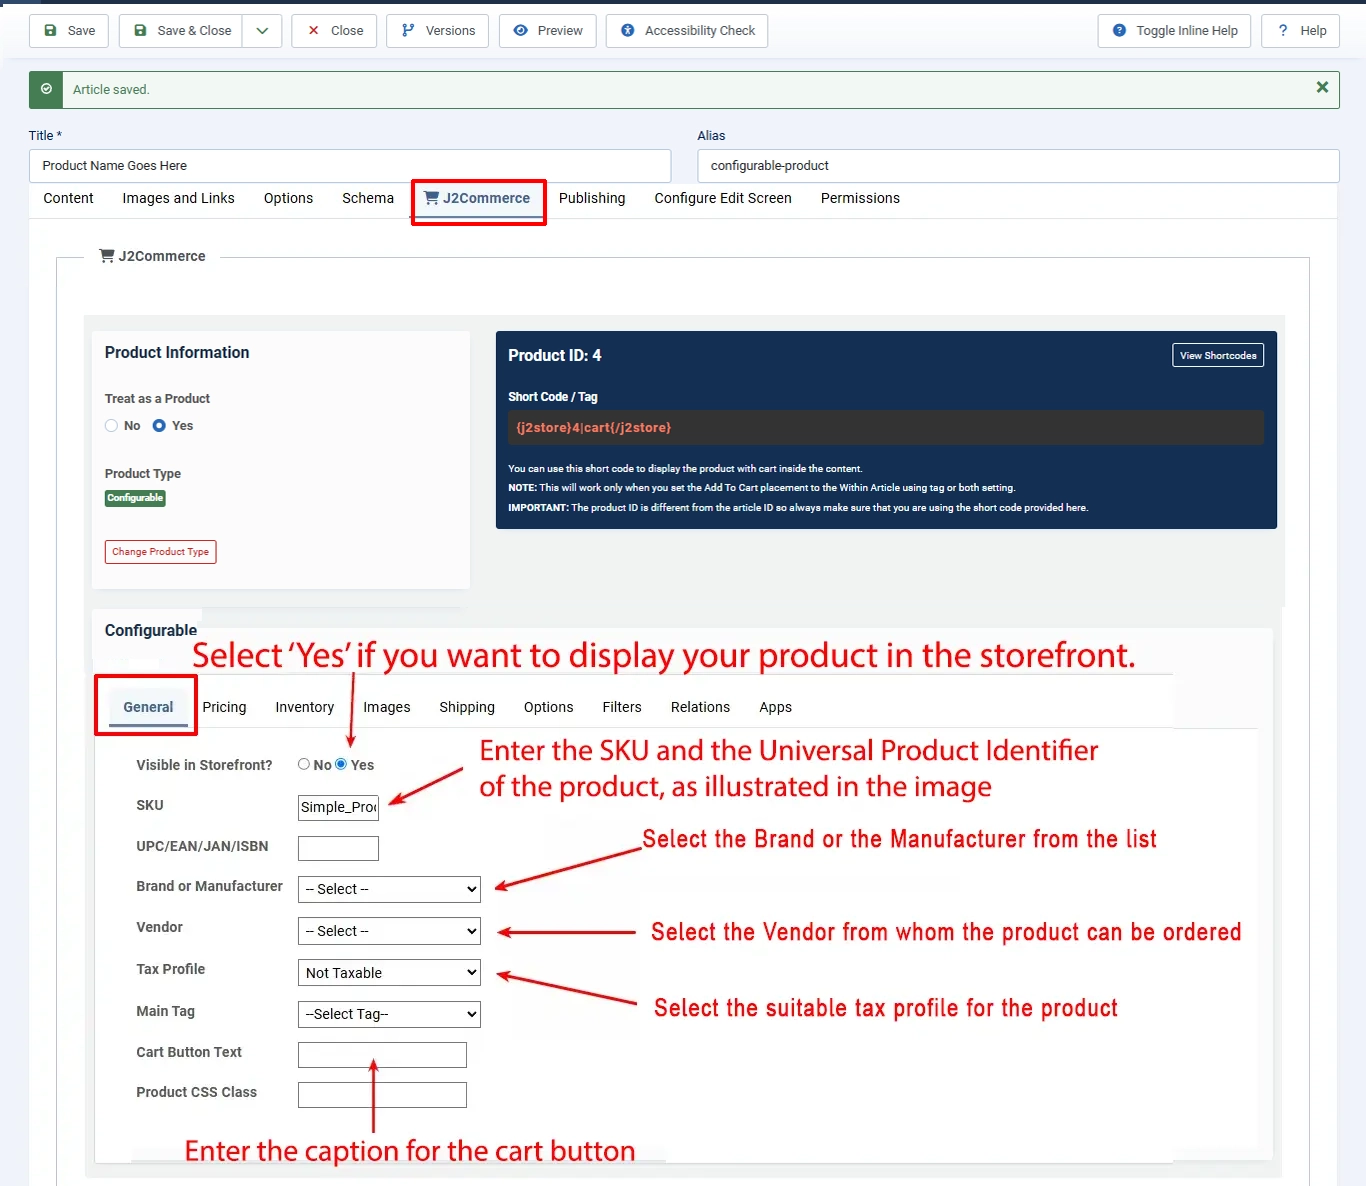 Save
Save & Close
Close
Versions
Preview
Accessibility Check
Toggle Inline Help
? Help
Article saved.
Title *
Alias
Product Name Goes Here
configurable-product
Content
Images and Links
Options
Schema
J2Commerce
Publishing
Configure Edit Screen
Permissions
J2Commerce
Product Information
Treat as a Product
No
Yes
Product Type
Configurable
Change Product Type
Product ID: 4
View Shortcodes
Short Code / Tag
{j2store}4|cart{/j2store}
You can use this short code to display the product with cart inside the content.
NOTE: This will work only when you set the Add To Cart placement to the Within Article using tag or both setting.
IMPORTANT: The product ID is different from the article ID so always make sure that you are using the short code provided here.
Configurable
Select ‘Yes’ if you want to display your product in the storefront.
General
Pricing
Inventory
Images
Shipping
Options
Filters
Relations
Apps
Visible in Storefront?
No
Yes
Enter the SKU and the Universal Product Identifier
of the product, as illustrated in the image
SKU
Simple_Proc
UPC/EAN/JAN/ISBN
Select the Brand or the Manufacturer from the list
Brand or Manufacturer
-- Select --
Vendor
-- Select --
Select the Vendor from whom the product can be ordered
Tax Profile
Not Taxable
Select the suitable tax profile for the product
Main Tag
--Select Tag--
Cart Button Text
Product CSS Class
Enter the caption for the cart button